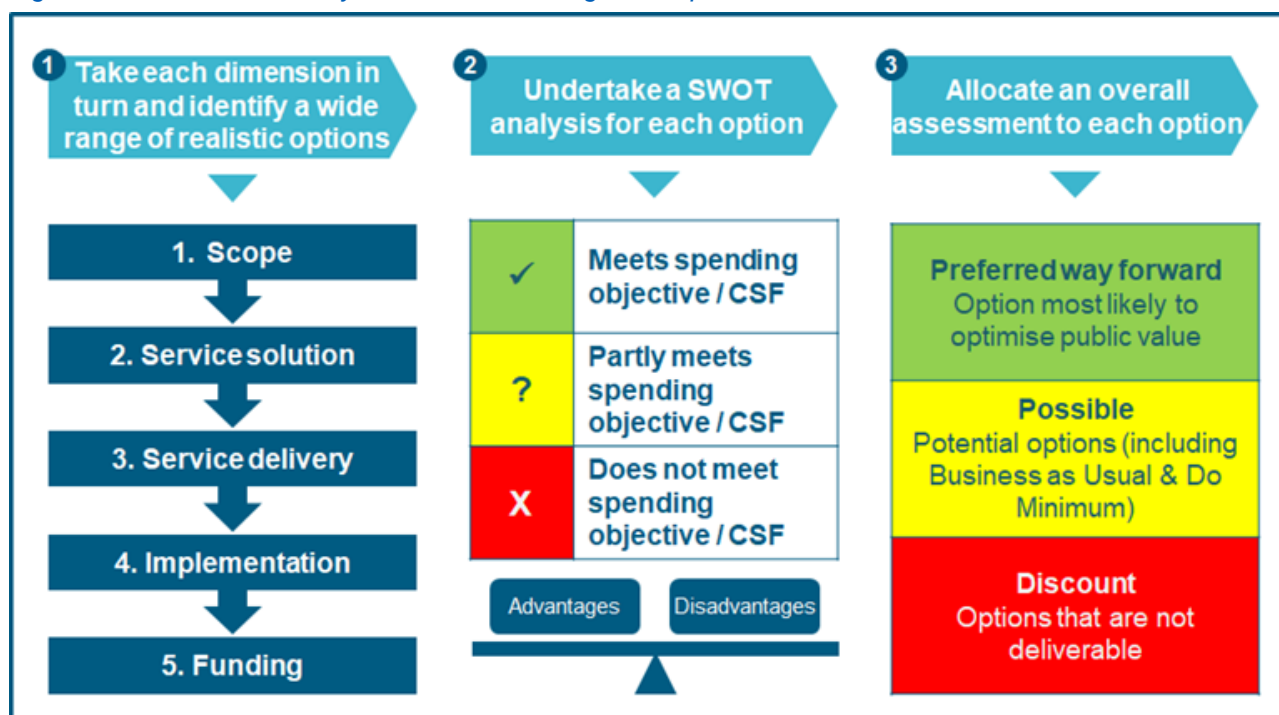 1
Take each dimension in
turn and identify a wide
range of realistic options
1. Scope
2. Service solution
3. Service delivery
4. Implementation
5. Funding
2
Undertake a SWOT
analysis for each option
✓
Meets spending
objective / CSF
?
Partly meets
spending
objective / CSF
X
Does not meet
spending
objective / CSF
Advantages
Disadvantages
3
Allocate an overall
assessment to each option
Preferred way forward
Option most likely to
optimise public value
Possible
Potential options (including
Business as Usual & Do
Minimum)
Discount
Options that are not
deliverable